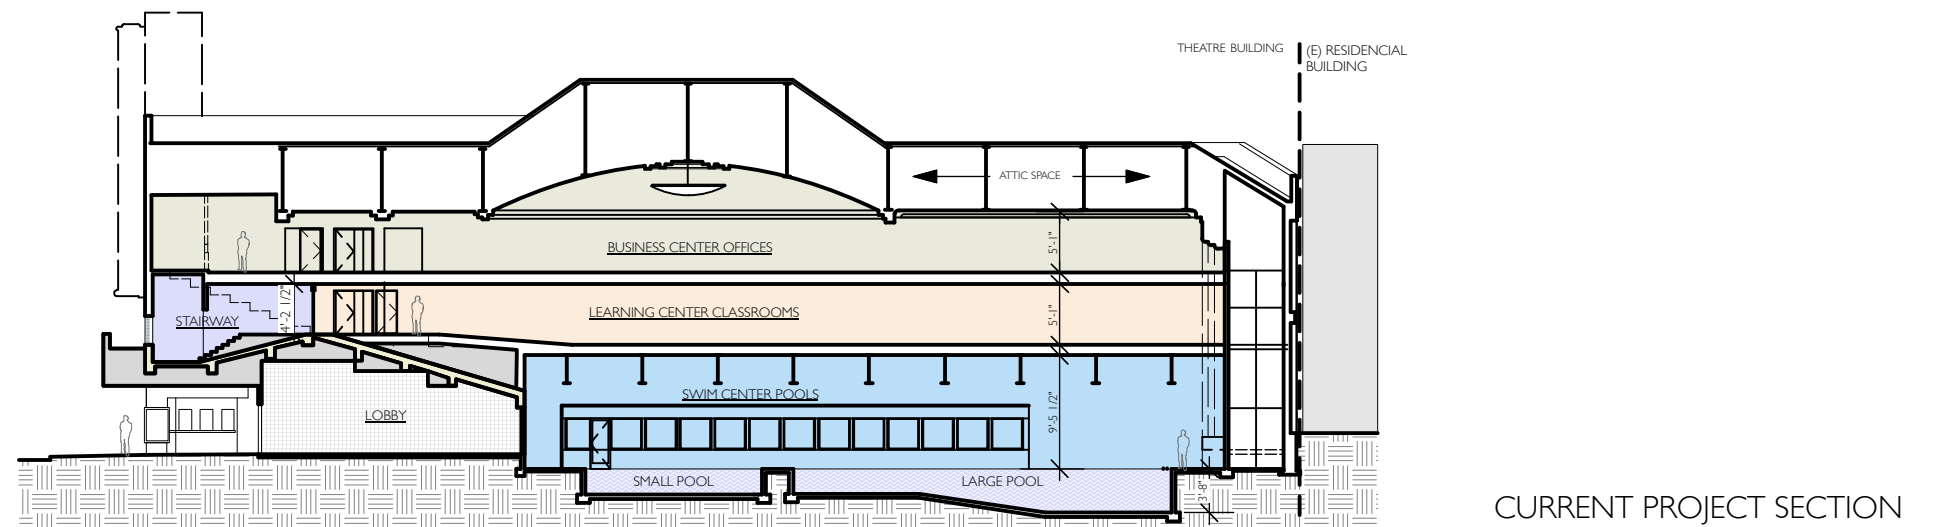 THEATRE BUILDING
(E) RESIDENCIAL
BUILDING
ATTIC SPACE
BUSINESS CENTER OFFICES
5'-1"
4'-2 1/2"
LEARNING CENTER CLASSROOMS
5'-1"
STAIRWAY
SWIM CENTER POOLS
9'-5 1/2"
LOBBY
SMALL POOL
LARGE POOL
3'-8"
CURRENT PROJECT SECTION